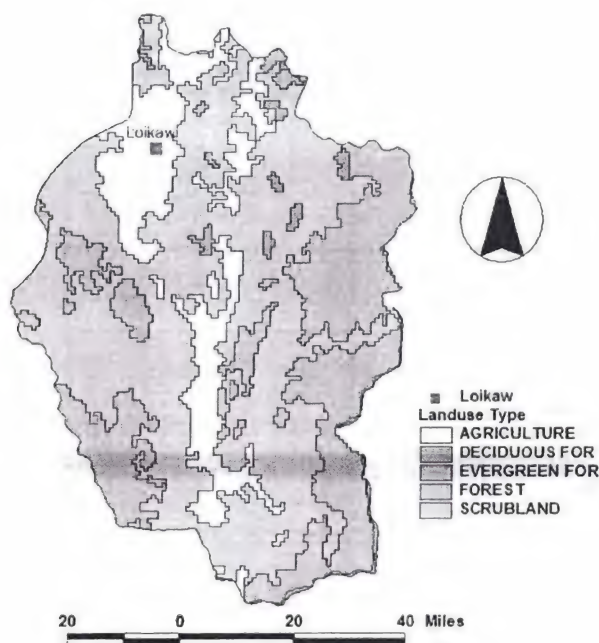 Loikaw
Loikaw
Landuse Type
AGRICULTURE
DECIDUOUS FOR
EVERGREEN FOR
FOREST
SCRUBLAND
20 0 20 40 Miles